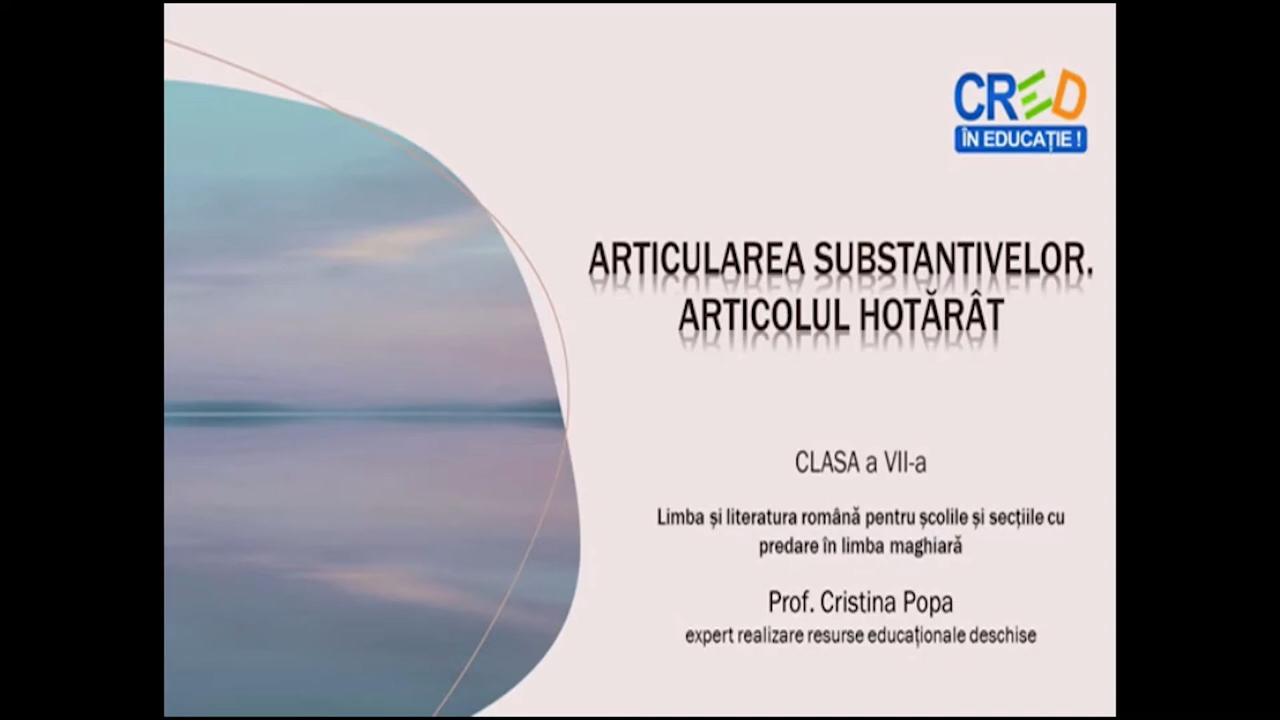 CRED
ÎN EDUCAȚIE !
ARTICULAREA SUBSTANTIVELOR.
ARTICOLUL HOTĂRÂT
CLASA a VII-a
Limba și literatura română pentru școlile și secțiile cu
predare în limba maghiară
Prof. Cristina Popa
expert realizare resurse educaționale deschise